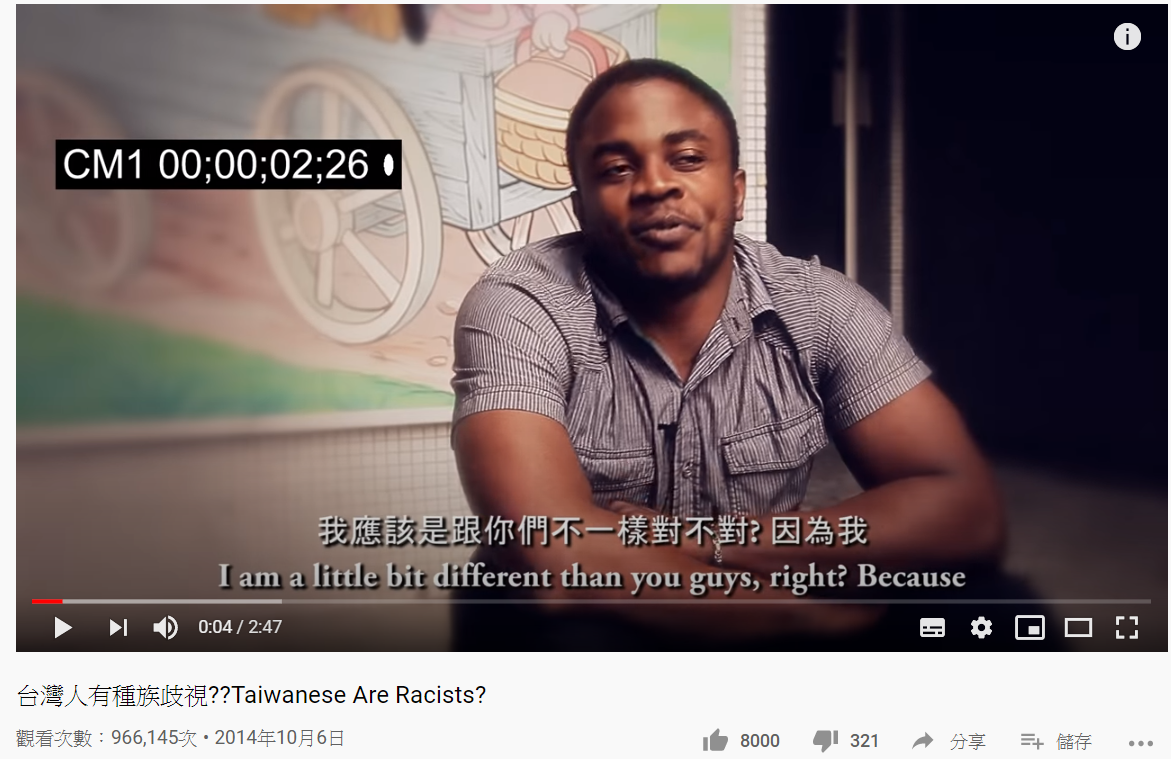 CM1 00;00;02;26
我應該是跟你們不一樣對不對? 因為我
I am a little bit different than you guys, right? Because
0:04 / 2:47
台灣人有種族歧視??Taiwanese Are Racists?
觀看次數：966,145次 • 2014年10月6日
8000 321 分享 儲存